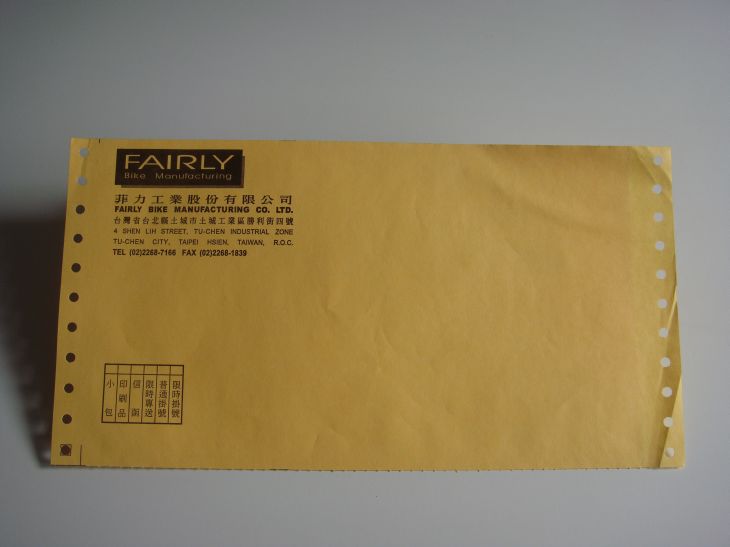 FAIRLY
Bike Manufacturing
菲力工業股份有限公司
FAIRLY BIKE MANUFACTURING CO. LTD.
台灣省台北縣土城市土城工業區勝利街四號
4 SHEN LIH STREET, TU-CHEN INDUSTRIAL ZONE
TU-CHEN CITY, TAIPEI HSIEN, TAIWAN, R.O.C.
TEL (02)2268-7166 FAX (02)2268-1839
限時掛號
普通掛號
限時專送
信函
印刷品
小包